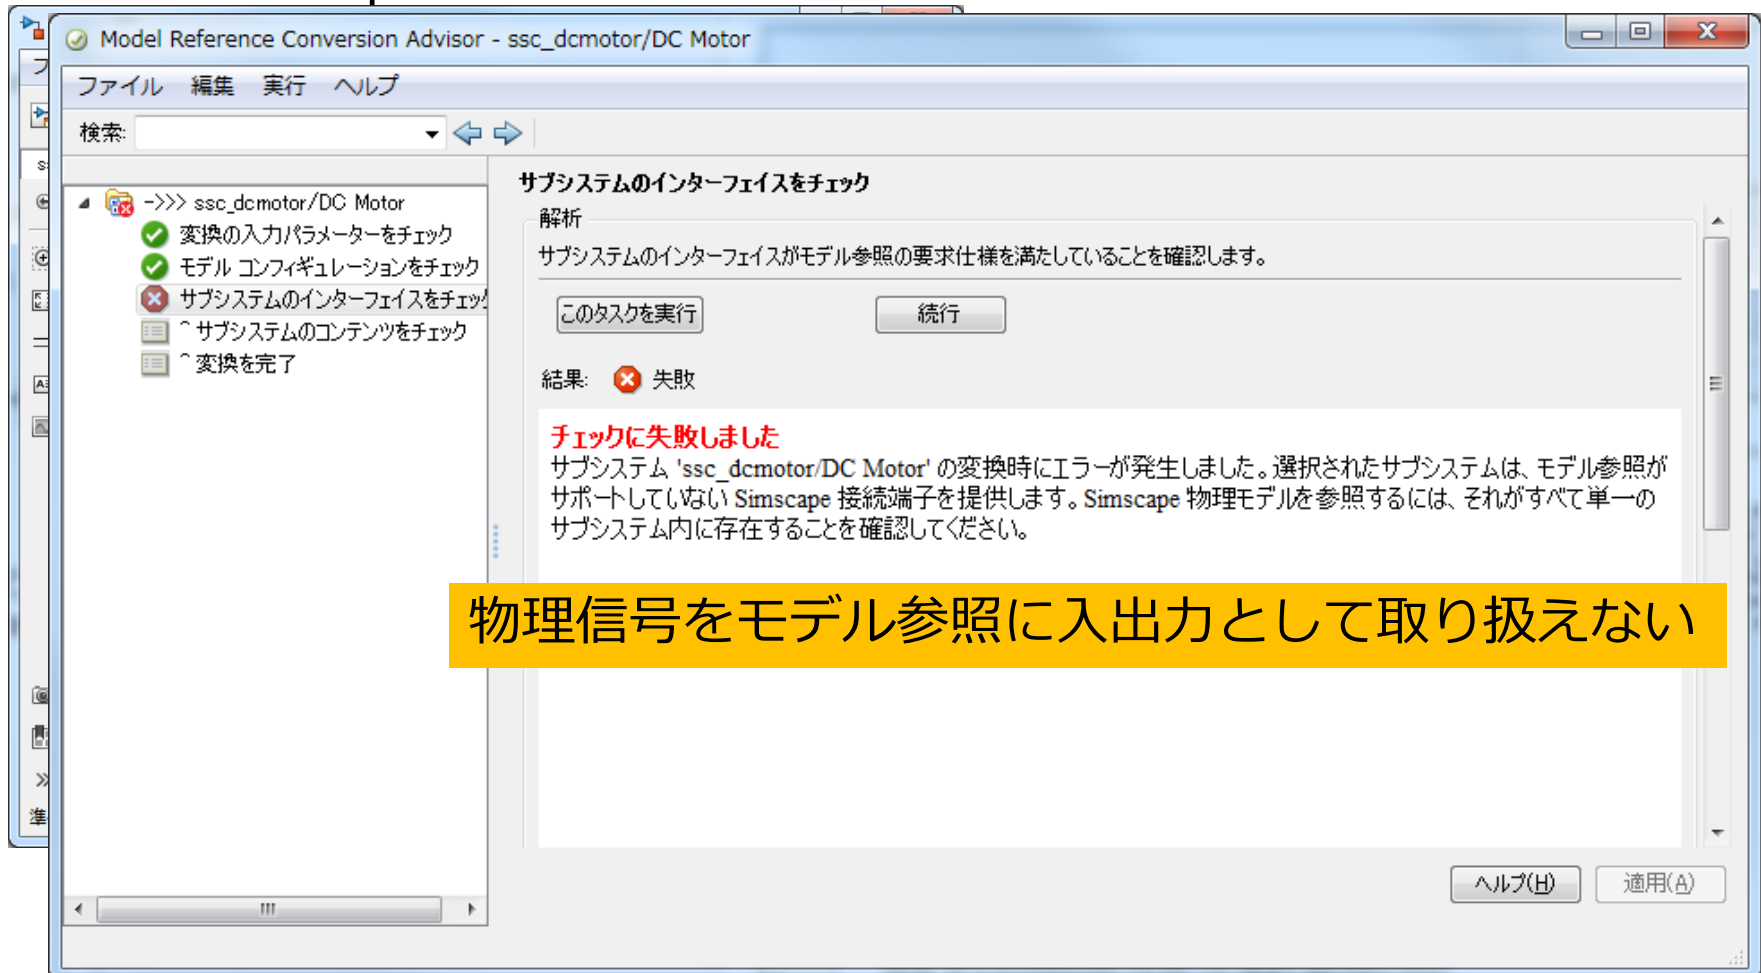 Model Reference Conversion Advisor - ssc_dcmotor/DC Motor
ファイル 編集 実行 ヘルプ
検索:
->>> ssc_dcmotor/DC Motor
変換の入力パラメーターをチェック
モデル コンフィギュレーションをチェック
サブシステムのインターフェイスをチェッ
^ サブシステムのコンテンツをチェック
^ 変換を完了
サブシステムのインターフェイスをチェック
解析
サブシステムのインターフェイスがモデル参照の要求仕様を満たしていることを確認します。
このタスクを実行 続行
結果: 失敗
チェックに失敗しました
サブシステム 'ssc_dcmotor/DC Motor' の変換時にエラーが発生しました。選択されたサブシステムは、モデル参照が
サポートしていない Simscape 接続端子を提供します。Simscape 物理モデルを参照するには、それがすべて単一の
サブシステム内に存在することを確認してください。
物理信号をモデル参照に入出力として取り扱えない
ヘルプ(H) 適用(A)
準